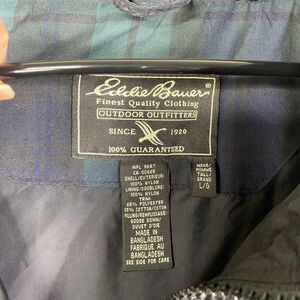 Eddie Bauer
Finest Quality Clothing
OUTDOOR OUTFITTERS
SINCE 1920
100% GUARANTEED
MENS/
HOMME
TALL/
GRAND
L/G
CA 00468
SHELL/EXTERIEUR:
100% NYLON
LINING/DOUBLURE:
100% NYLON
TRIM
65% POLYESTER
35% COTTON/COTON
FILLING/REMPLISSAGE:
GOOSE DOWN/
DUVET D'OIE
MADE IN
BANGLADESH
FABRIQUE AU
BANGLADESH
SEE SIDE FOR CARE